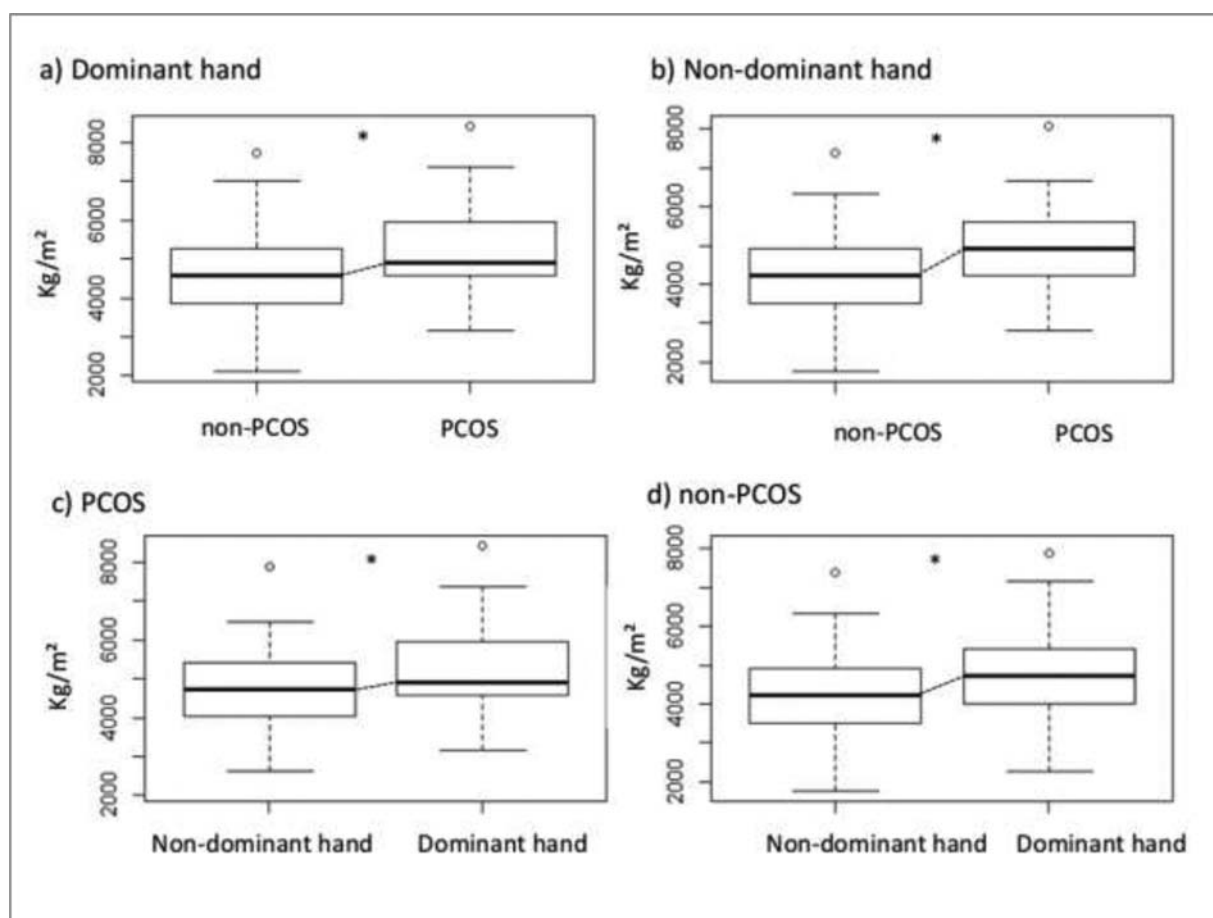 a) Dominant hand
b) Non-dominant hand
Kg/m²
8000
6000
4000
2000
*
non-PCOS PCOS
Kg/m²
8000
6000
4000
2000
*
non-PCOS PCOS
c) PCOS
d) non-PCOS
Kg/m²
8000
6000
4000
2000
*
Non-dominant hand Dominant hand
Kg/m²
8000
6000
4000
2000
*
Non-dominant hand Dominant hand